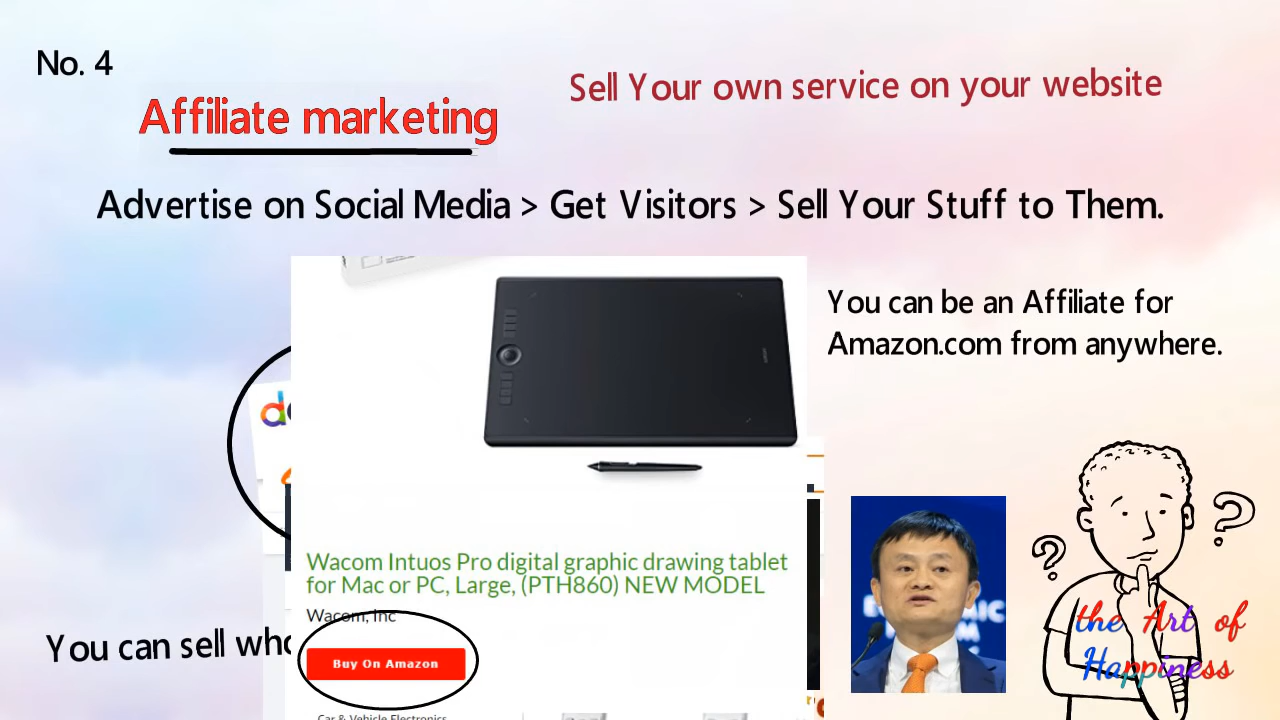 No. 4
Sell Your own service on your website
Affiliate marketing
Advertise on Social Media > Get Visitors > Sell Your Stuff to Them.
You can be an Affiliate for
Amazon.com from anywhere.
Wacom Intuos Pro digital graphic drawing tablet
for Mac or PC, Large, (PTH860) NEW MODEL
Wacom, Inc
the Art of
Happiness
You can sell
Buy On Amazon
Car & Vehicle Electronics